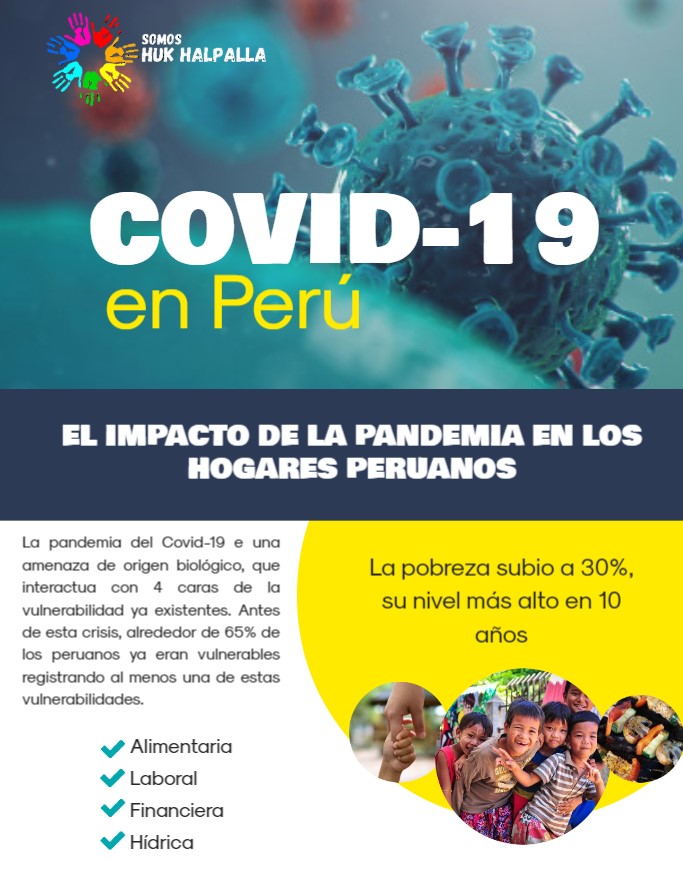 SOMOS
HUK HALPALLA
COVID-19
en Perú
EL IMPACTO DE LA PANDEMIA EN LOS
HOGARES PERUANOS
La pandemia del Covid-19 e una
amenaza de origen biológico, que
interactua con 4 caras de la
vulnerabilidad ya existentes. Antes
de esta crisis, alrededor de 65% de
los peruanos ya eran vulnerables
registrando al menos una de estas
vulnerabilidades.
Alimentaria
Laboral
Financiera
Hídrica
La pobreza subio a 30%,
su nivel más alto en 10
años